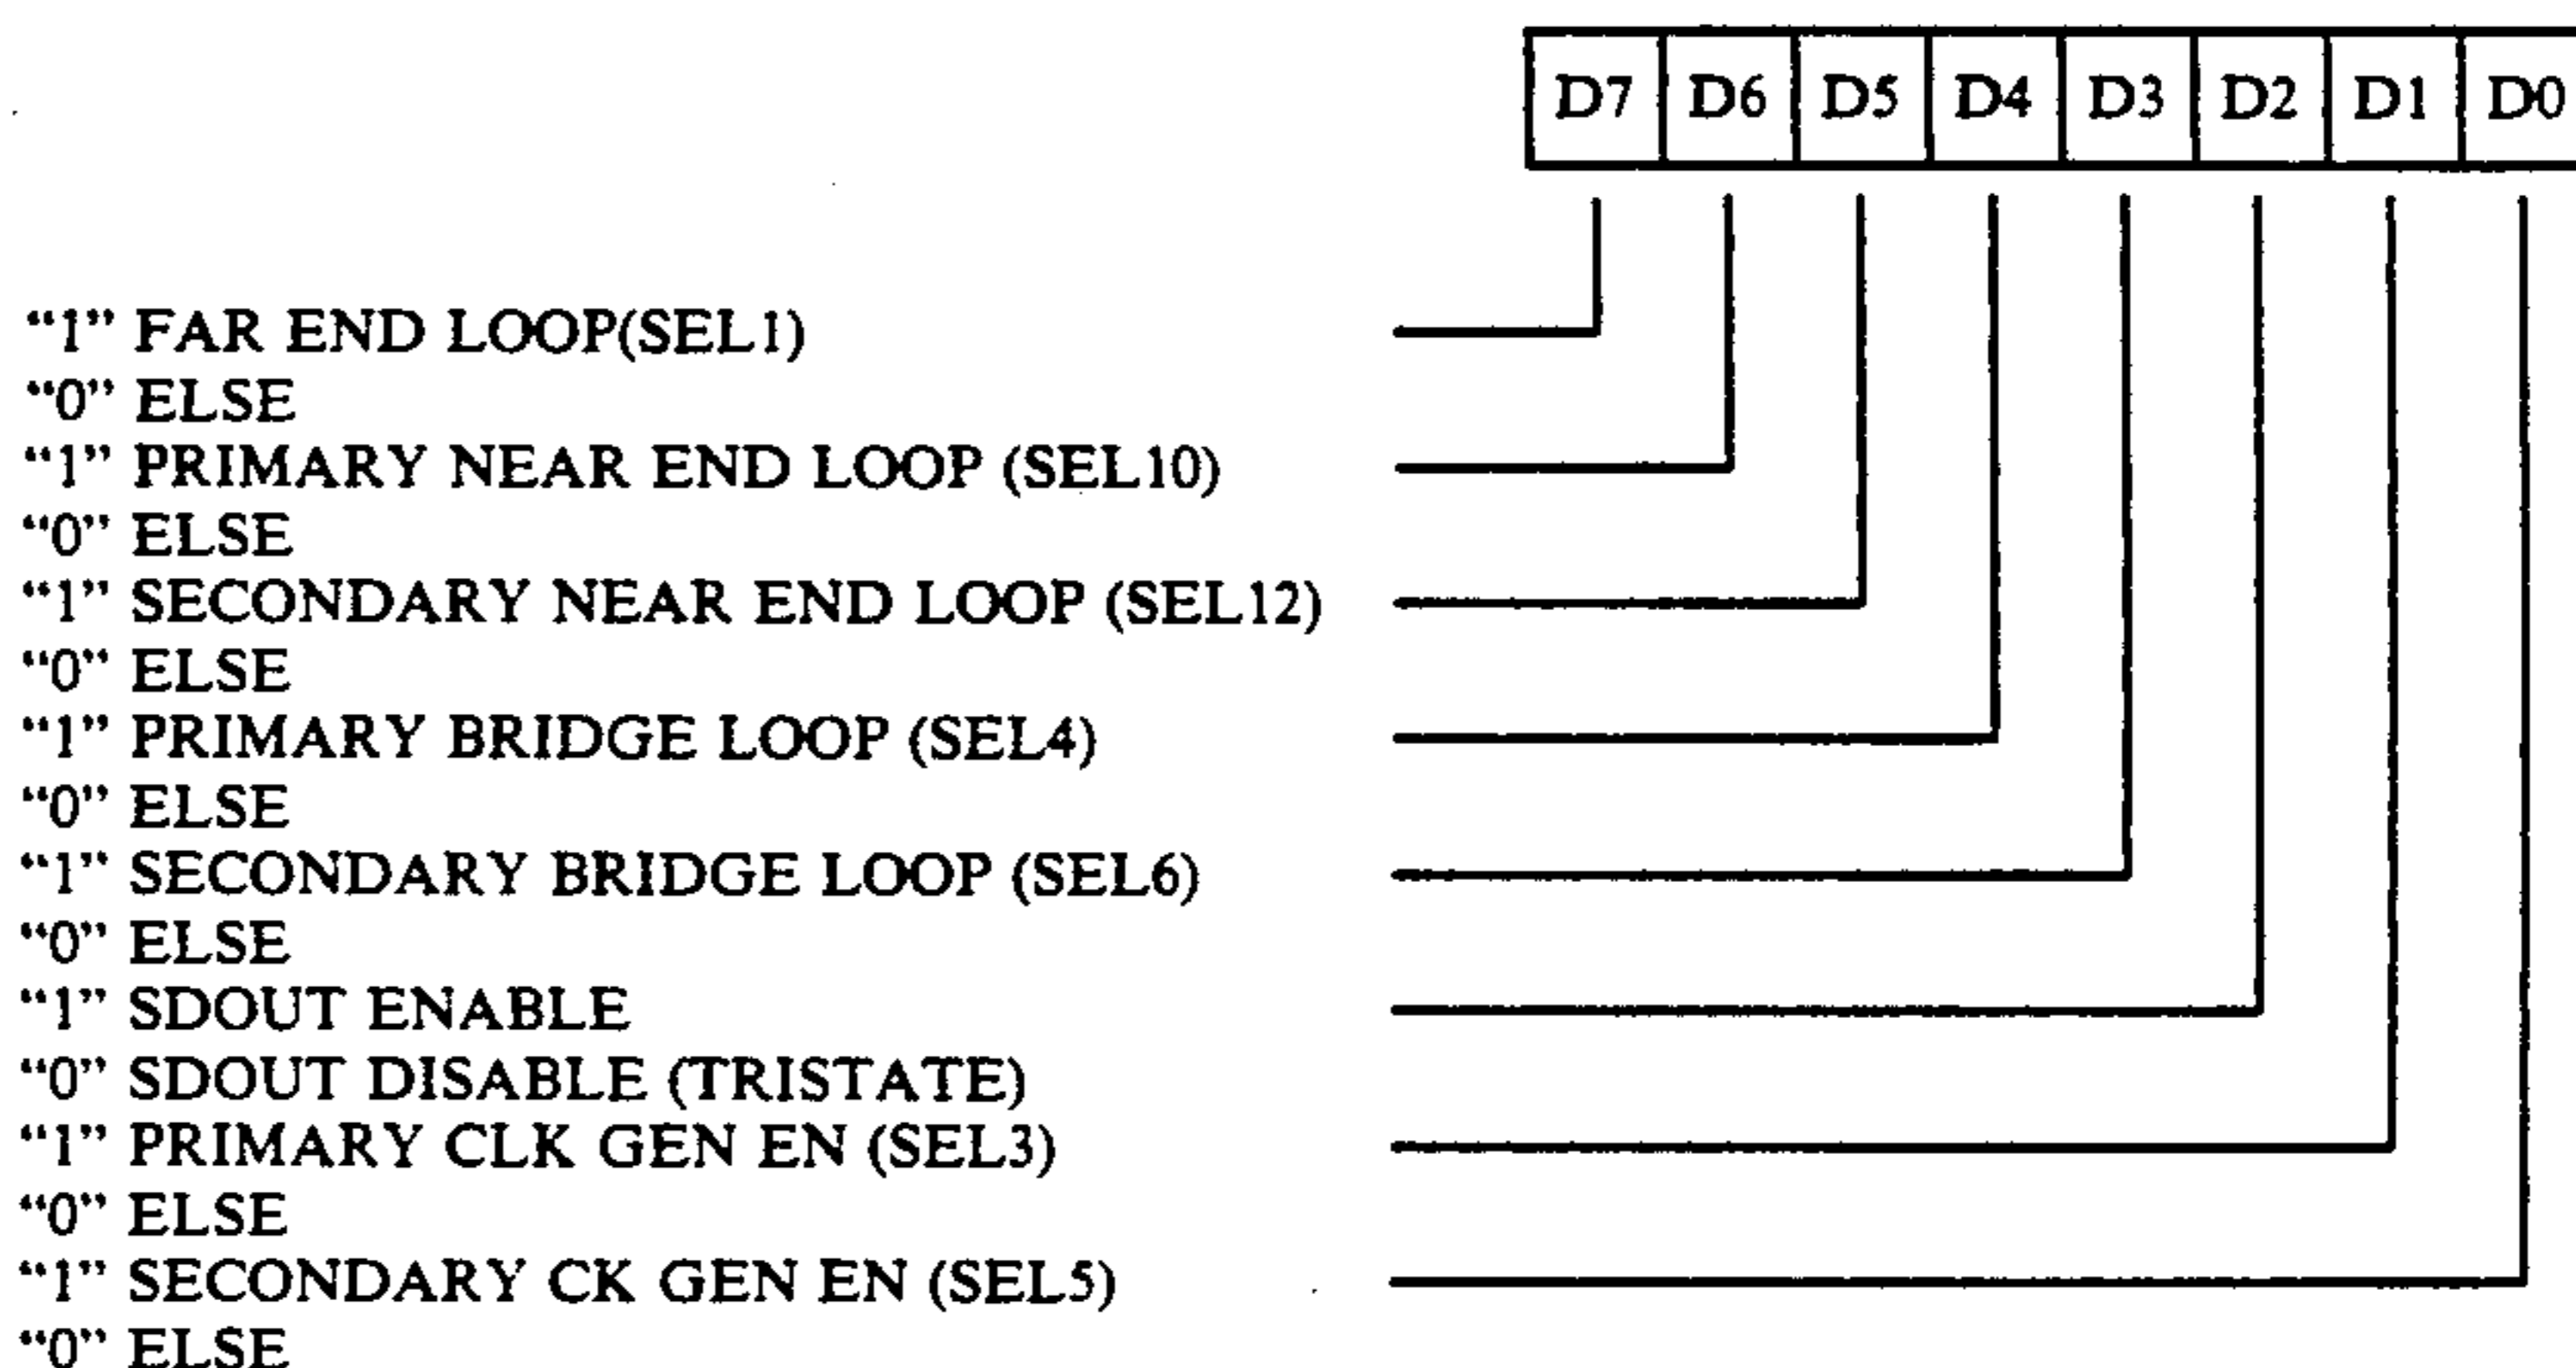 D7 D6 D5 D4 D3 D2 D1 D0
“1” FAR END LOOP(SEL1)
“0” ELSE
“1” PRIMARY NEAR END LOOP (SEL10)
“0” ELSE
“1” SECONDARY NEAR END LOOP (SEL12)
“0” ELSE
“1” PRIMARY BRIDGE LOOP (SEL4)
“0” ELSE
“1” SECONDARY BRIDGE LOOP (SEL6)
“0” ELSE
“1” SDOUT ENABLE
“0” SDOUT DISABLE (TRISTATE)
“1” PRIMARY CLK GEN EN (SEL3)
“0” ELSE
“1” SECONDARY CK GEN EN (SEL5)
“0” ELSE